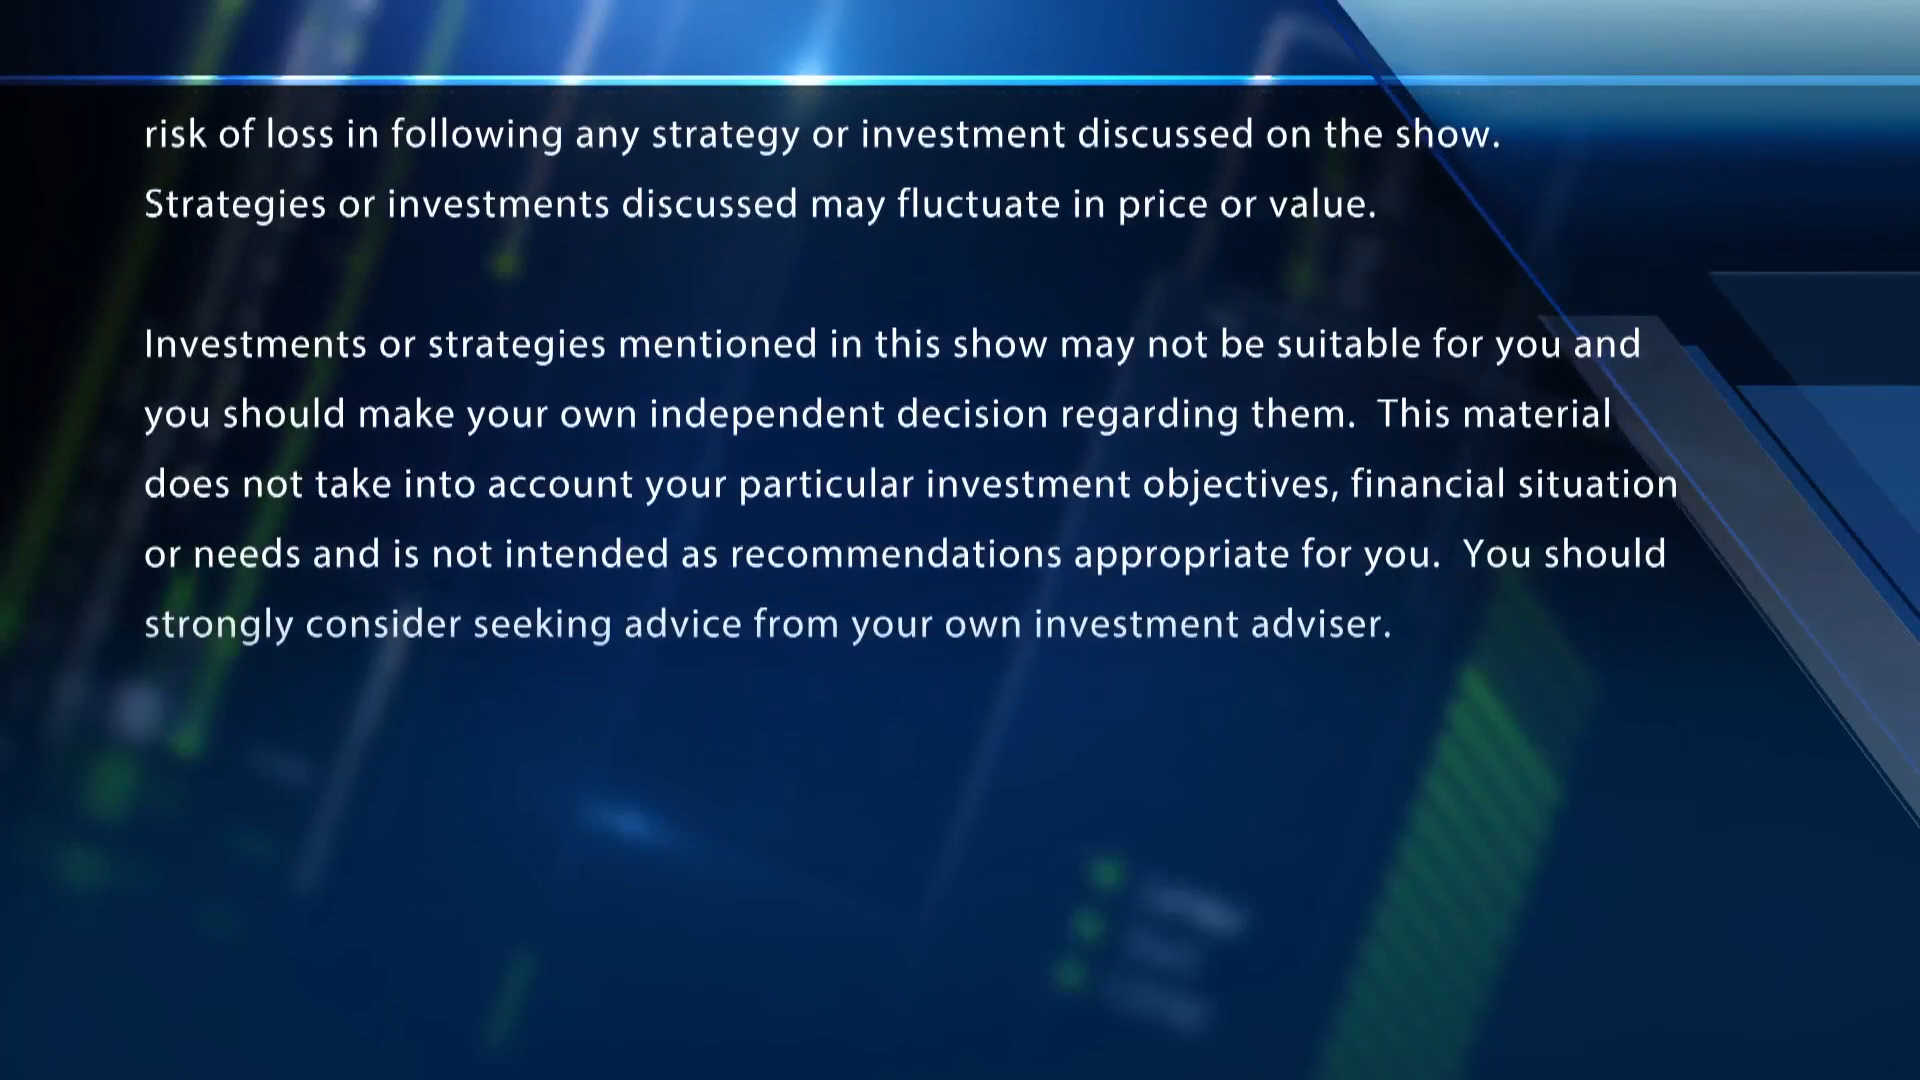 risk of loss in following any strategy or investment discussed on the show.
Strategies or investments discussed may fluctuate in price or value.
Investments or strategies mentioned in this show may not be suitable for you and
you should make your own independent decision regarding them.  This material
does not take into account your particular investment objectives, financial situation
or needs and is not intended as recommendations appropriate for you.  You should
strongly consider seeking advice from your own investment adviser.